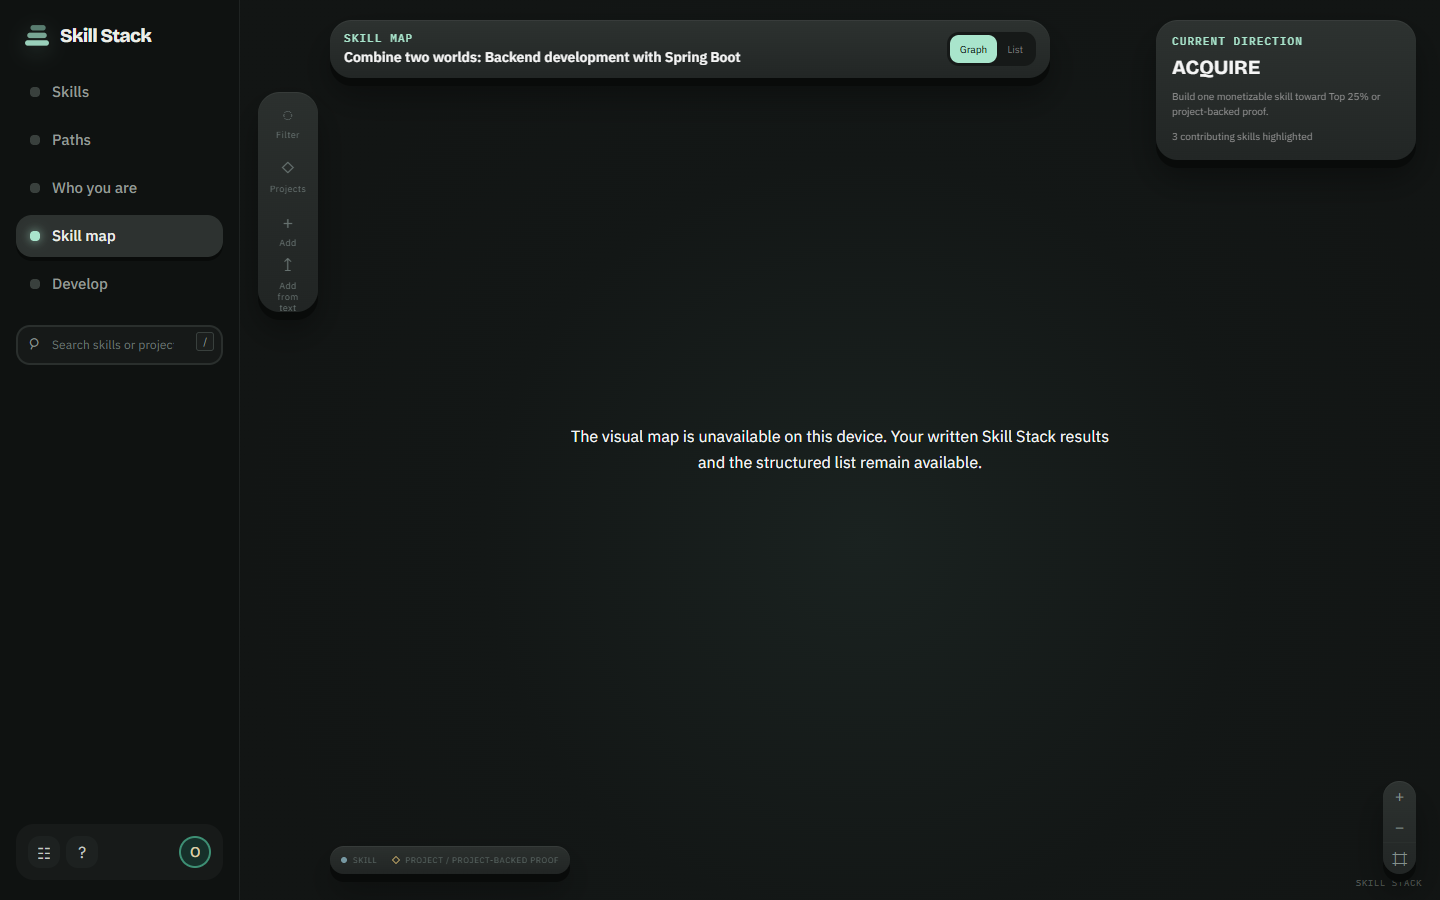 Skill Stack
Skills
Paths
Who you are
Skill map
Develop
Search skills or projec
/
?
O
SKILL MAP
Combine two worlds: Backend development with Spring Boot
Graph
List
Filter
Projects
Add
Add
from
text
The visual map is unavailable on this device. Your written Skill Stack results
and the structured list remain available.
CURRENT DIRECTION
ACQUIRE
Build one monetizable skill toward Top 25% or
project-backed proof.
3 contributing skills highlighted
SKILL
PROJECT / PROJECT-BACKED PROOF
SKILL STACK